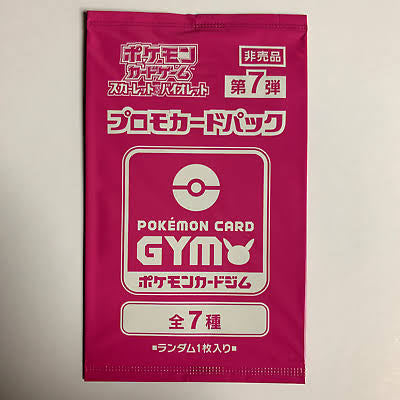 ポケモン
カードゲーム
スカーレット&バイオレット
非売品
第7弾
プロモカードパック
POKÉMON CARD
GYM
ポケモンカードジム
全7種
■ランダム1枚入り■